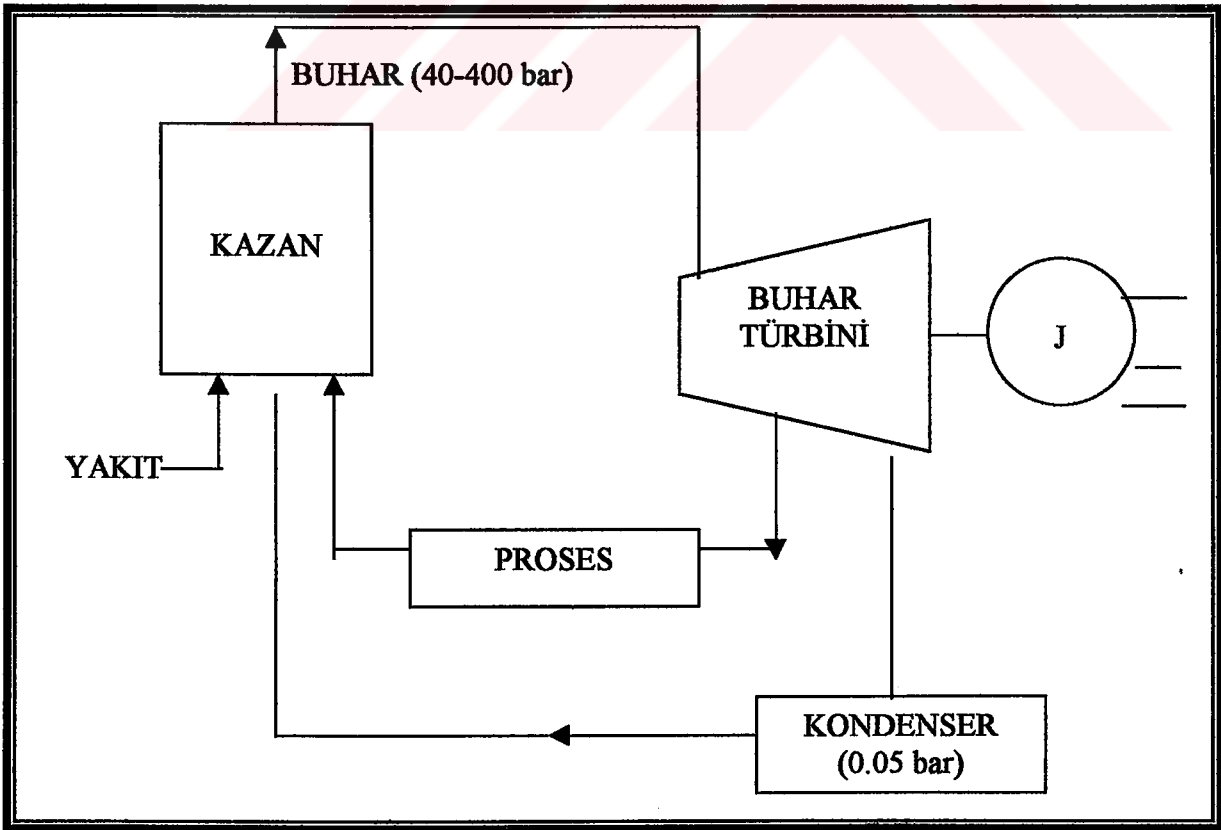 BUHAR (40-400 bar)
KAZAN
BUHAR
TÜRBİNİ
J
YAKIT
PROSES
KONDENSER
(0.05 bar)